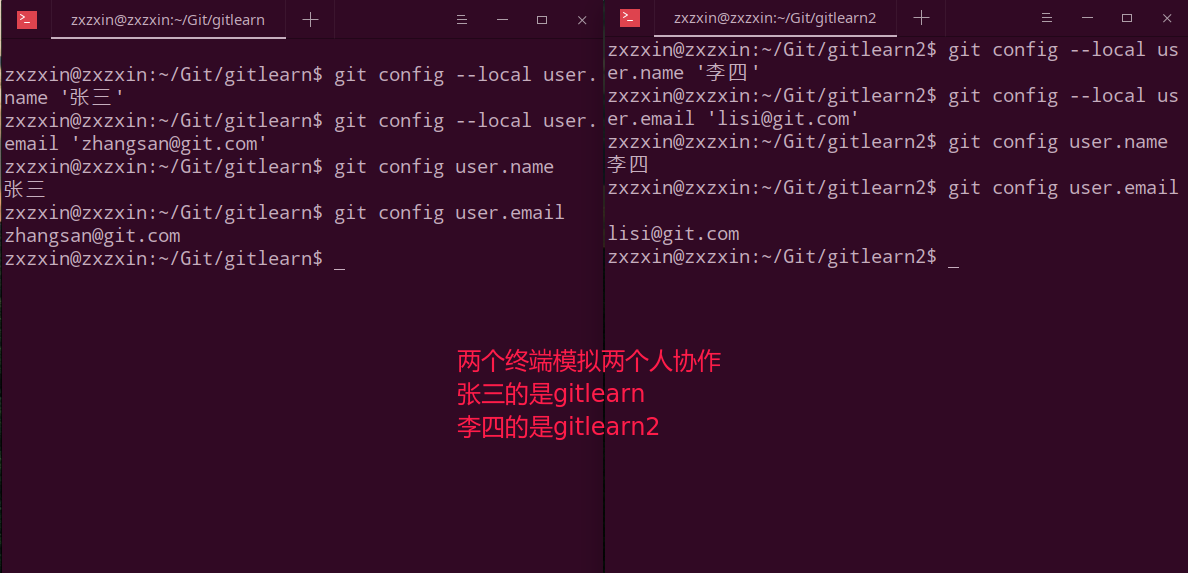 zxzxin@zxzxin:~/Git/gitlearn
zxzxin@zxzxin:~/Git/gitlearn$ git config --local user.
name '张三'
zxzxin@zxzxin:~/Git/gitlearn$ git config --local user.
email 'zhangsan@git.com'
zxzxin@zxzxin:~/Git/gitlearn$ git config user.name
张三
zxzxin@zxzxin:~/Git/gitlearn$ git config user.email
zhangsan@git.com
zxzxin@zxzxin:~/Git/gitlearn$ _
zxzxin@zxzxin:~/Git/gitlearn2
zxzxin@zxzxin:~/Git/gitlearn2$ git config --local us
er.name '李四'
zxzxin@zxzxin:~/Git/gitlearn2$ git config --local us
er.email 'lisi@git.com'
zxzxin@zxzxin:~/Git/gitlearn2$ git config user.name
李四
zxzxin@zxzxin:~/Git/gitlearn2$ git config user.email
lisi@git.com
zxzxin@zxzxin:~/Git/gitlearn2$ _
两个终端模拟两个人协作
张三的是gitlearn
李四的是gitlearn2